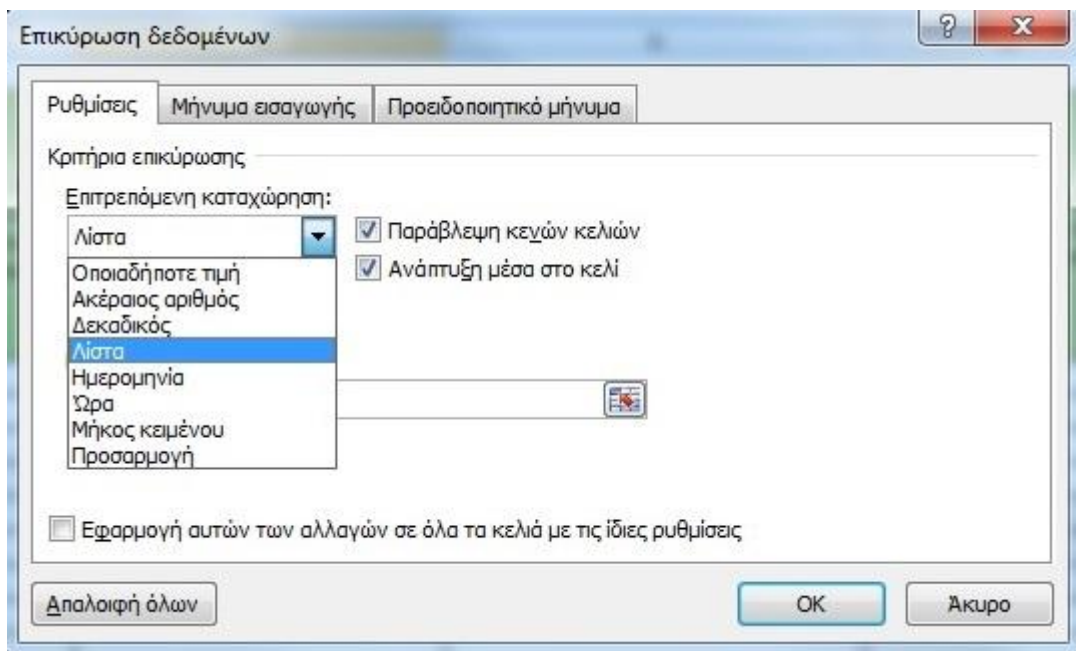 Επικύρωση δεδομένων
Ρυθμίσεις Μήνυμα εισαγωγής Προειδοποιητικό μήνυμα
Κριτήρια επικύρωσης
Επιτρεπόμενη καταχώρηση:
Λίστα Παράβλεψη κενών κελιών
Ανάπτυξη μέσα στο κελί
Οποιαδήποτε τιμή
Ακέραιος αριθμός
Δεκαδικός
Λίστα
Ημερομηνία
Ώρα
Μήκος κειμένου
Προσαρμογή
Εφαρμογή αυτών των αλλαγών σε όλα τα κελιά με τις ίδιες ρυθμίσεις
Απαλοιφή όλων OK Άκυρο